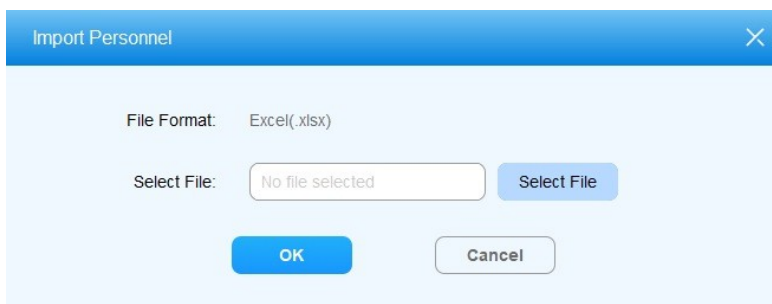 Import Personnel
File Format: Excel(.xlsx)
Select File: No file selected Select File
OK Cancel